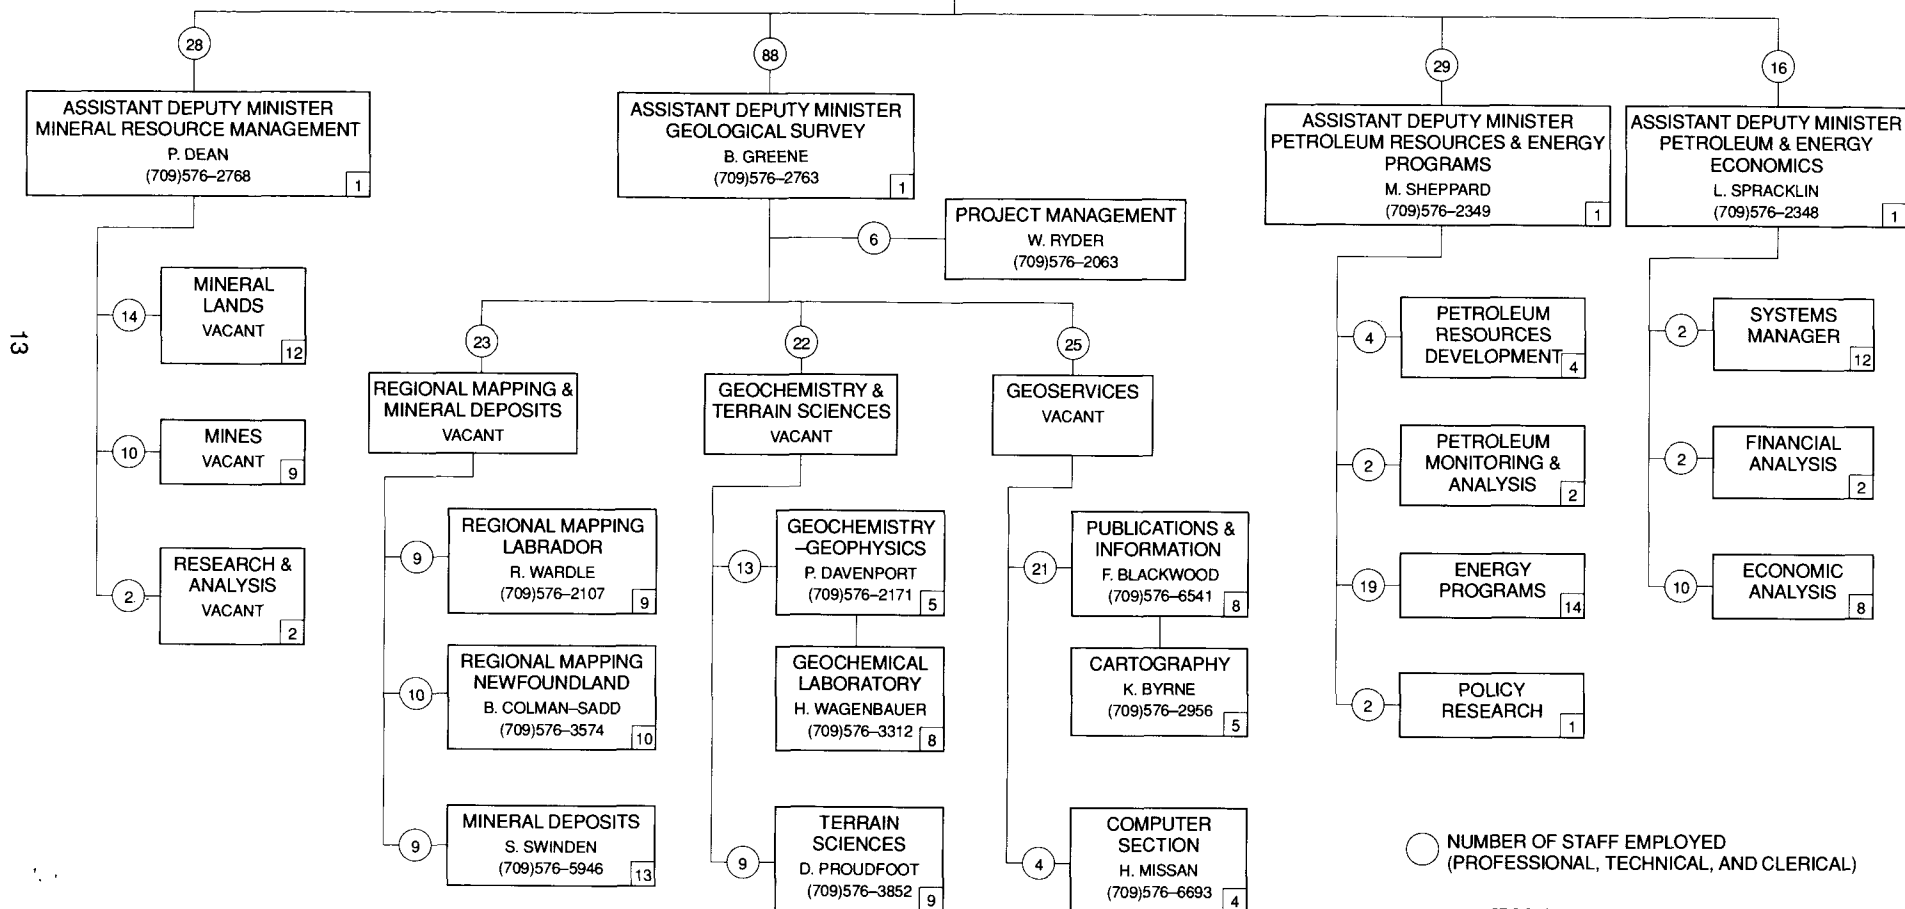 28
88
29
16
ASSISTANT DEPUTY MINISTER
MINERAL RESOURCE MANAGEMENT
P. DEAN
(709)576–2768
1
ASSISTANT DEPUTY MINISTER
GEOLOGICAL SURVEY
B. GREENE
(709)576–2763
1
ASSISTANT DEPUTY MINISTER
PETROLEUM RESOURCES & ENERGY
PROGRAMS
M. SHEPPARD
(709)576–2349
1
ASSISTANT DEPUTY MINISTER
PETROLEUM & ENERGY
ECONOMICS
L. SPRACKLIN
(709)576–2348
1
6
PROJECT MANAGEMENT
W. RYDER
(709)576–2063
14
MINERAL
LANDS
VACANT
12
10
MINES
VACANT
9
2
RESEARCH &
ANALYSIS
VACANT
2
13
23
REGIONAL MAPPING &
MINERAL DEPOSITS
VACANT
9
REGIONAL MAPPING
LABRADOR
R. WARDLE
(709)576–2107
9
10
REGIONAL MAPPING
NEWFOUNDLAND
B. COLMAN–SADD
(709)576–3574
10
9
MINERAL DEPOSITS
S. SWINDEN
(709)576–5946
13
22
GEOCHEMISTRY &
TERRAIN SCIENCES
VACANT
13
GEOCHEMISTRY
–GEOPHYSICS
P. DAVENPORT
(709)576–2171
5
GEOCHEMICAL
LABORATORY
H. WAGENBAUER
(709)576–3312
8
9
TERRAIN
SCIENCES
D. PROUDFOOT
(709)576–3852
9
25
GEOSERVICES
VACANT
21
PUBLICATIONS &
INFORMATION
F. BLACKWOOD
(709)576–6541
8
CARTOGRAPHY
K. BYRNE
(709)576–2956
5
4
COMPUTER
SECTION
H. MISSAN
(709)576–6693
4
4
PETROLEUM
RESOURCES
DEVELOPMENT
4
2
PETROLEUM
MONITORING &
ANALYSIS
2
19
ENERGY
PROGRAMS
14
2
POLICY
RESEARCH
1
2
SYSTEMS
MANAGER
12
2
FINANCIAL
ANALYSIS
2
10
ECONOMIC
ANALYSIS
8
NUMBER OF STAFF EMPLOYED
(PROFESSIONAL, TECHNICAL, AND CLERICAL)